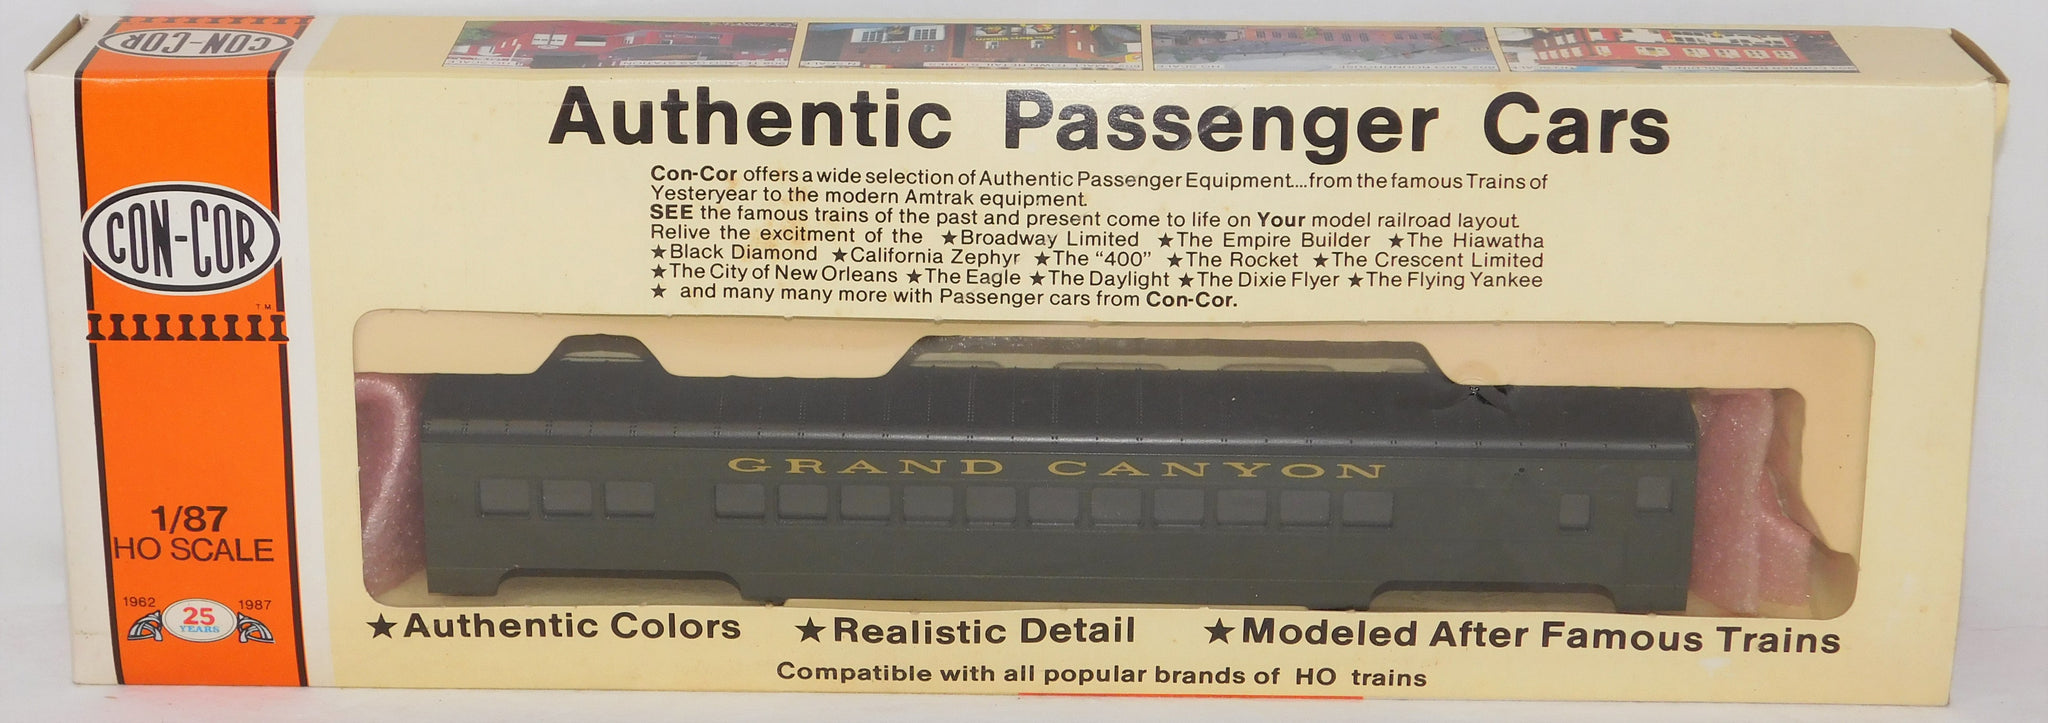 CON-COR
Authentic Passenger Cars
Con-Cor offers a wide selection of Authentic Passenger Equipment....from the famous Trains of
Yesteryear to the modern Amtrak equipment.
SEE the famous trains of the past and present come to life on Your model railroad layout.
Relive the excitment of the ★Broadway Limited ★The Empire Builder ★The Hiawatha
★Black Diamond ★California Zephyr ★The "400" ★The Rocket ★The Crescent Limited
★The City of New Orleans ★The Eagle ★The Daylight ★The Dixie Flyer ★The Flying Yankee
★ and many many more with Passenger cars from Con-Cor.
CON-COR
TM
GRAND CANYON
1/87
HO SCALE
1962 25 YEARS 1987
★Authentic Colors ★Realistic Detail ★Modeled After Famous Trains
Compatible with all popular brands of HO trains